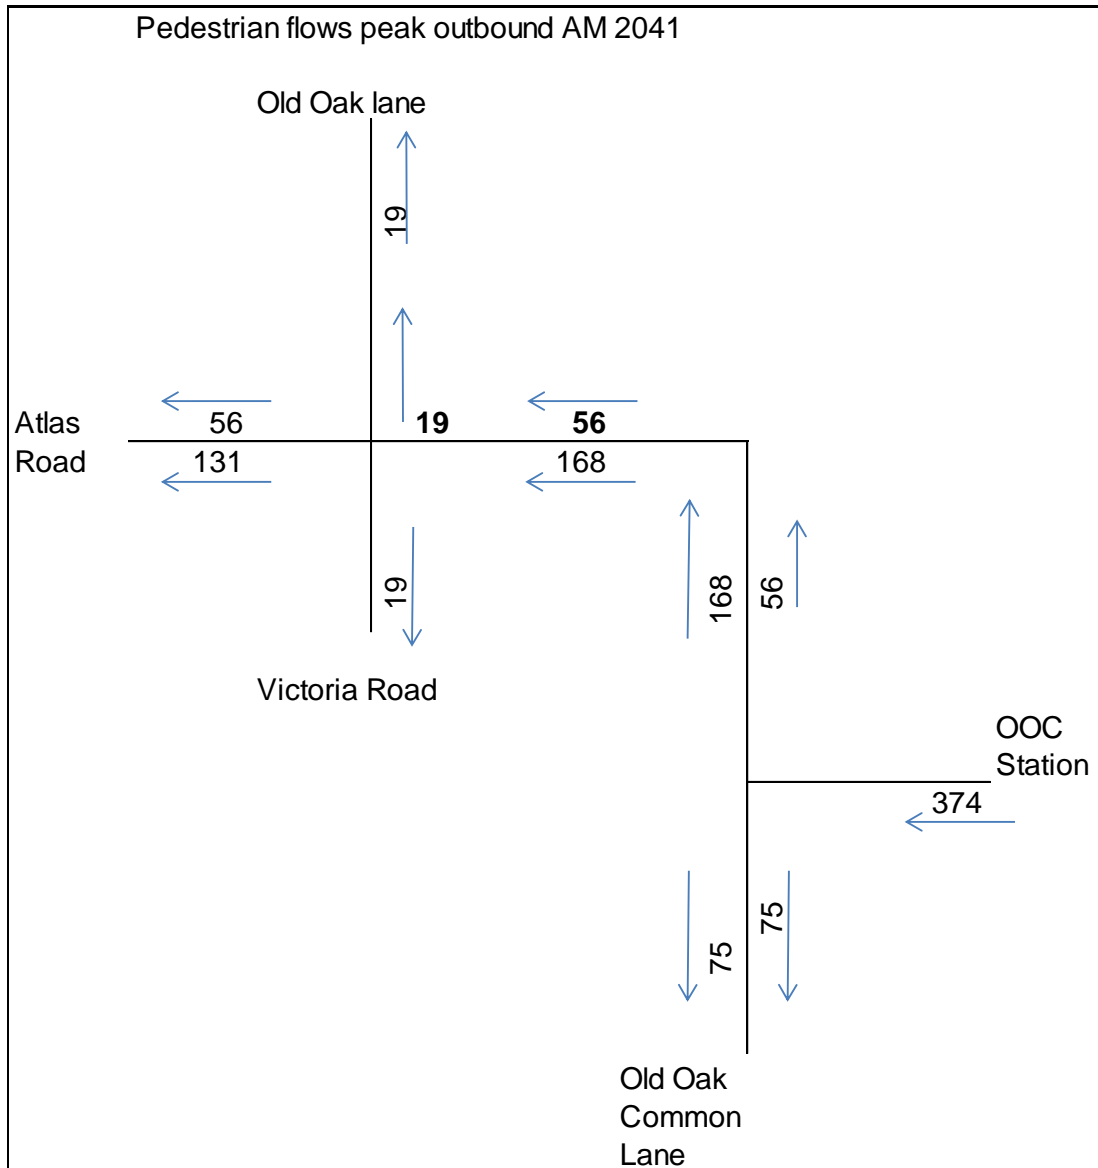 Pedestrian flows peak outbound AM 2041
Old Oak lane
19
Atlas
Road
56
19
56
131
168
19
168
56
Victoria Road
OOC
Station
374
75
75
Old Oak
Common
Lane